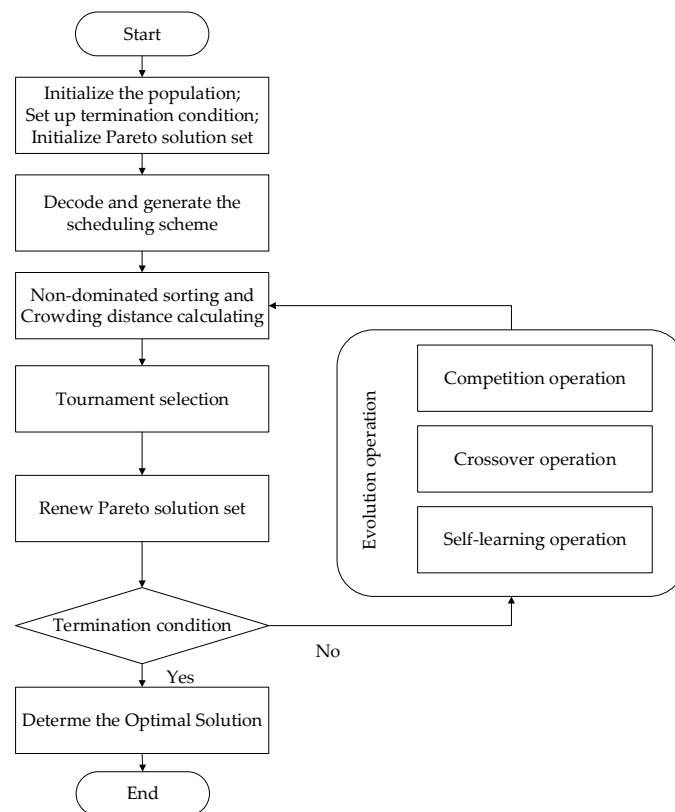 Start
Initialize the population;
Set up termination condition;
Initialize Pareto solution set
Decode and generate the
scheduling scheme
Non-dominated sorting and
Crowding distance calculating
Tournament selection
Renew Pareto solution set
Termination condition
No
Yes
Determe the Optimal Solution
End
Evolution operation
Competition operation
Crossover operation
Self-learning operation